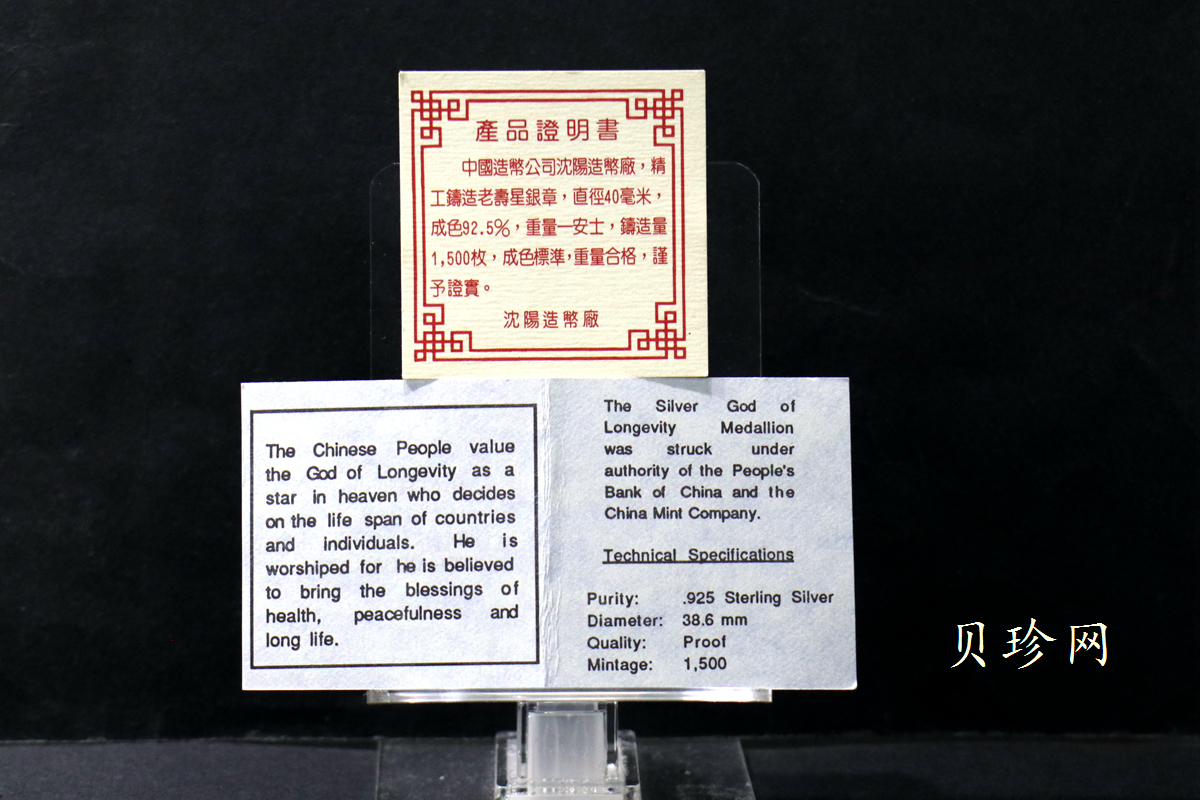 產品證明書
中國造幣公司沈陽造幣廠，精
工鑄造老壽星銀章，直徑40毫米，
成色92.5%，重量一安士，鑄造量
1,500枚，成色標準，重量合格，謹
予證實。
沈陽造幣廠
The Chinese People value
the God of Longevity as a
star in heaven who decides
on the life span of countries
and individuals. He is
worshiped for he is believed
to bring the blessings of
health, peacefulness and
long life.
The Silver God of
Longevity Medallion
was struck under
authority of the People's
Bank of China and the
China Mint Company.
Technical Specifications
Purity: .925 Sterling Silver
Diameter: 38.6 mm
Quality: Proof
Mintage: 1,500
贝珍网